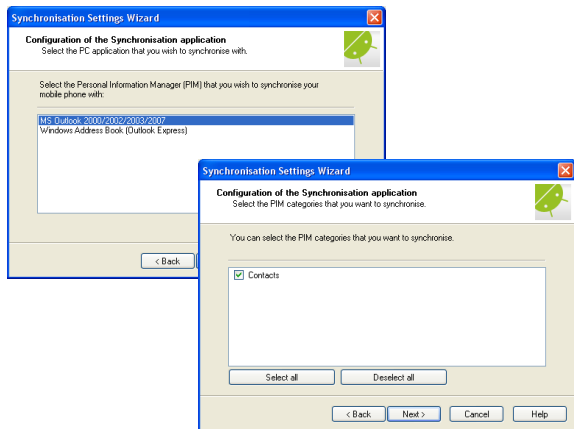 Synchronisation Settings Wizard
Configuration of the Synchronisation application
Select the PC application that you wish to synchronise with.
Select the Personal Information Manager (PIM) that you wish to synchronise your
mobile phone with:
MS Outlook 2000/2002/2003/2007
Windows Address Book (Outlook Express)
< Back
Synchronisation Settings Wizard
Configuration of the Synchronisation application
Select the PIM categories that you want to synchronise.
You can select the PIM categories that you want to synchronise.
Contacts
Select all Deselect all
< Back Next > Cancel Help